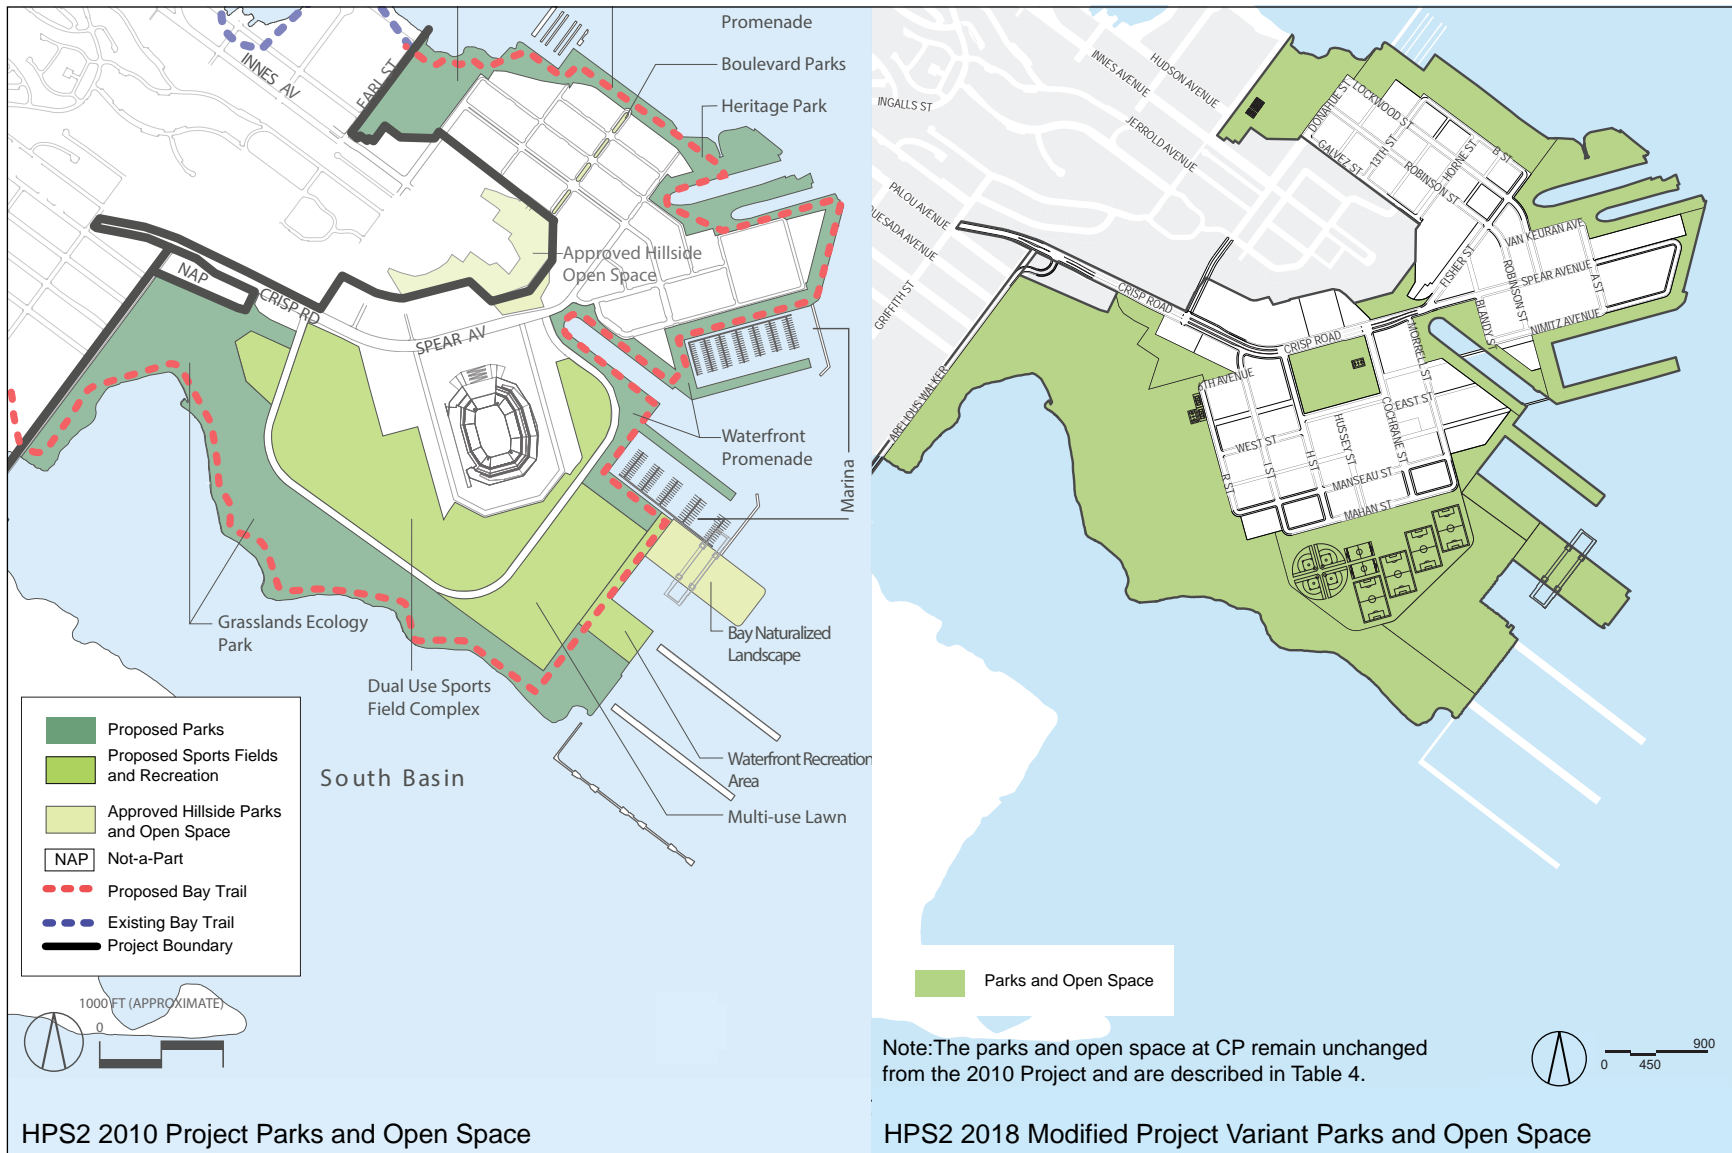 Promenade
Boulevard Parks
Heritage Park
INNES AV
EARL ST
Approved Hillside
Open Space
NAP
CRISP RD
SPEAR AV
Waterfront
Promenade
Marina
Grasslands Ecology
Park
Dual Use Sports
Field Complex
Bay Naturalized
Landscape
Waterfront Recreation
Area
Multi-use Lawn
South Basin
Proposed Parks
Proposed Sports Fields
and Recreation
Approved Hillside Parks
and Open Space
NAP Not-a-Part
Proposed Bay Trail
Existing Bay Trail
Project Boundary
1000 FT (APPROXIMATE)
0
HPS2 2010 Project Parks and Open Space
INGALLS ST
INNES AVENUE
HUDSON AVENUE
JERROLD AVENUE
PALOU AVENUE
UESADA AVENUE
GRIFFITH ST
ARELIOUS WALKER
DONAHUE ST
LOCKWOOD ST
GALVEZ ST
13TH ST
HORNE ST
B ST
ROBINSON ST
FISHER ST
VAN KEURAN AVE
SPEAR AVENUE
ROBINSON ST
A ST
BLANDY ST
NIMITZ AVENUE
CRISP ROAD
CRISP ROAD
MORRELL ST
6TH AVENUE
EAST ST
COCHRANE ST
HUSSEY ST
WEST ST
H ST
I ST
R ST
MANSEAU ST
MAHAN ST
Parks and Open Space
Note:The parks and open space at CP remain unchanged
from the 2010 Project and are described in Table 4.
0 450 900
HPS2 2018 Modified Project Variant Parks and Open Space